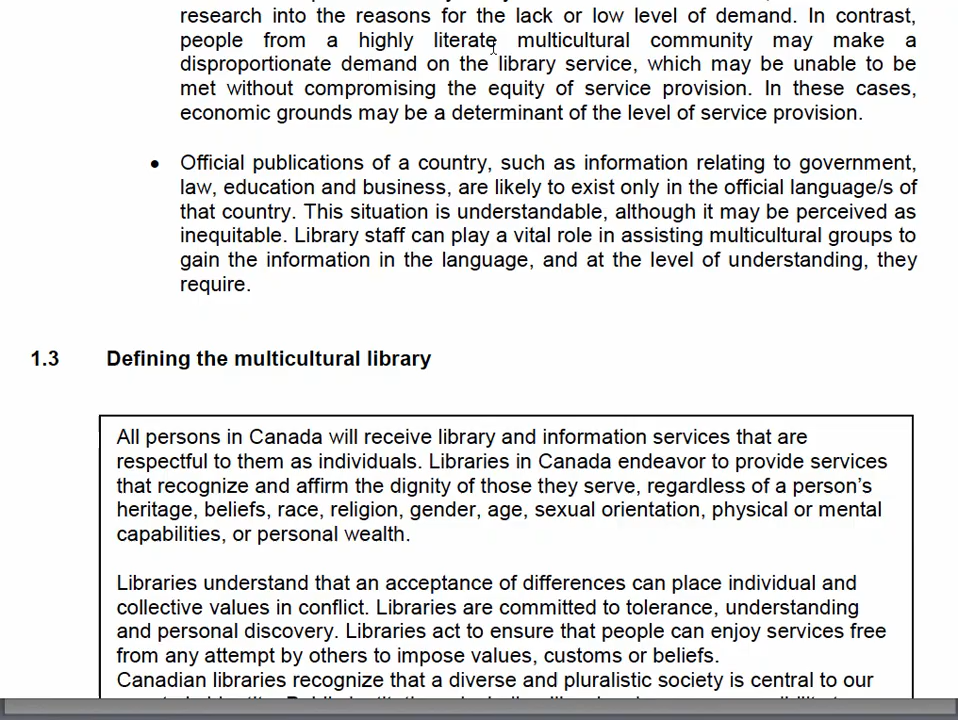 research into the reasons for the lack or low level of demand. In contrast,
people from a highly literate multicultural community may make a
disproportionate demand on the library service, which may be unable to be
met without compromising the equity of service provision. In these cases,
economic grounds may be a determinant of the level of service provision.
• Official publications of a country, such as information relating to government,
law, education and business, are likely to exist only in the official language/s of
that country. This situation is understandable, although it may be perceived as
inequitable. Library staff can play a vital role in assisting multicultural groups to
gain the information in the language, and at the level of understanding, they
require.
1.3 Defining the multicultural library
All persons in Canada will receive library and information services that are
respectful to them as individuals. Libraries in Canada endeavor to provide services
that recognize and affirm the dignity of those they serve, regardless of a person’s
heritage, beliefs, race, religion, gender, age, sexual orientation, physical or mental
capabilities, or personal wealth.
Libraries understand that an acceptance of differences can place individual and
collective values in conflict. Libraries are committed to tolerance, understanding
and personal discovery. Libraries act to ensure that people can enjoy services free
from any attempt by others to impose values, customs or beliefs.
Canadian libraries recognize that a diverse and pluralistic society is central to our